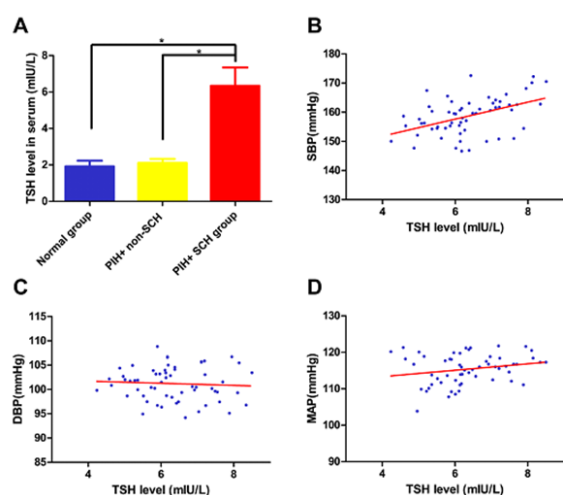 A
TSH level in serum (mIU/L)
8
6
4
2
0
*
*
Normal group
PIH+ non-SCH
PIH+ SCH group
B
SBP(mmHg)
180
170
160
150
140
130
4
6
8
TSH level (mIU/L)
C
DBP(mmHg)
115
110
105
100
95
90
85
4
6
8
TSH level (mIU/L)
D
MAP(mmHg)
130
120
110
100
90
4
6
8
TSH level (mIU/L)